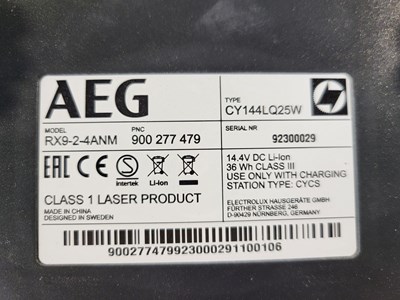 AEG
TYPE
CY144LQ25W
MODEL
RX9-2-4ANM
PNC
900 277 479
SERIAL NR
92300029
EAC CE S Intertek Li-Ion
14.4V DC Li-Ion
36 Wh CLASS III
USE ONLY WITH CHARGING
STATION TYPE: CYCS
CLASS 1 LASER PRODUCT
MADE IN CHINA
DESIGNED IN SWEDEN
ELECTROLUX HAUSGERÄTE GMBH
FÜRTHER STRASSE 246
D-90429 NÜRNBERG, GERMANY